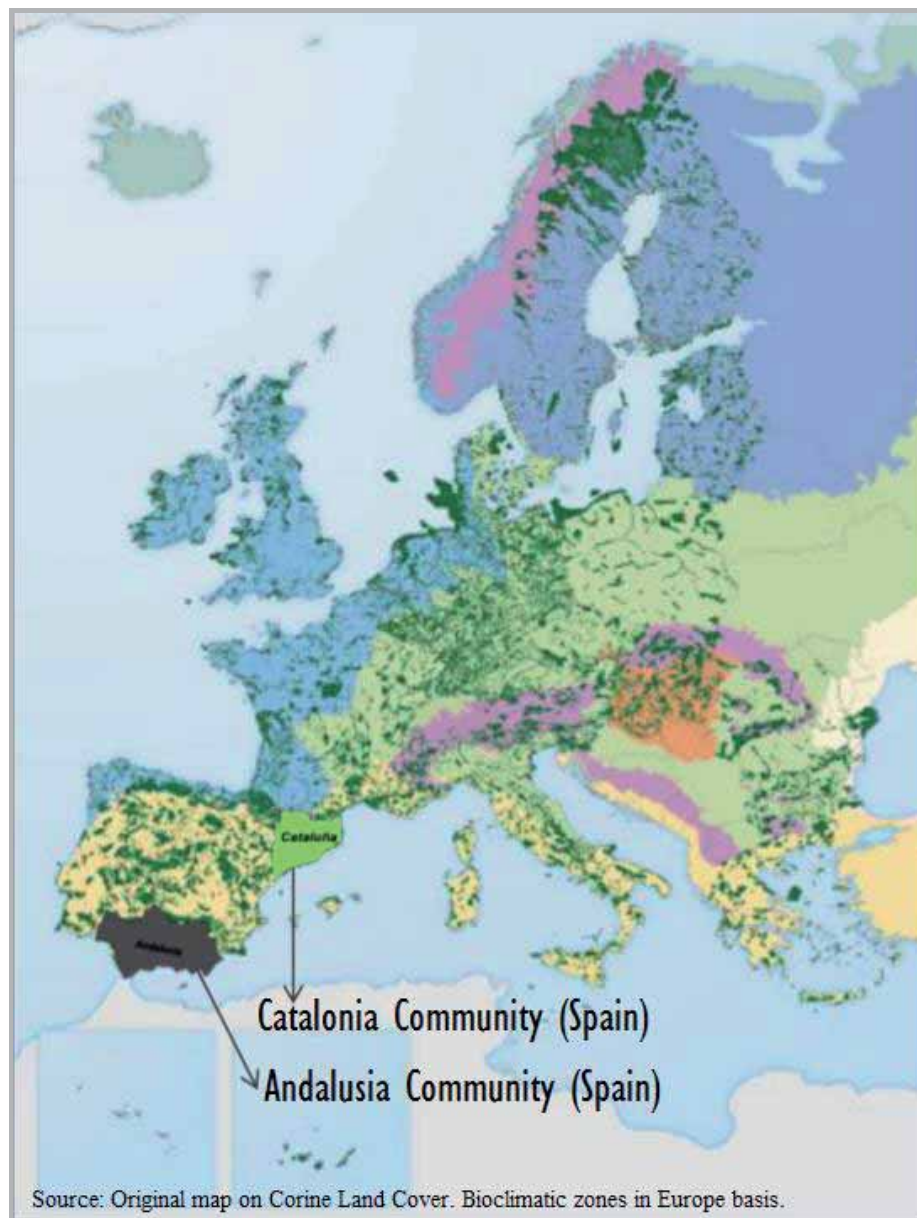 Cataluña
Andalucía
Catalonia Community (Spain)
Andalusia Community (Spain)
Source: Original map on Corine Land Cover. Bioclimatic zones in Europe basis.